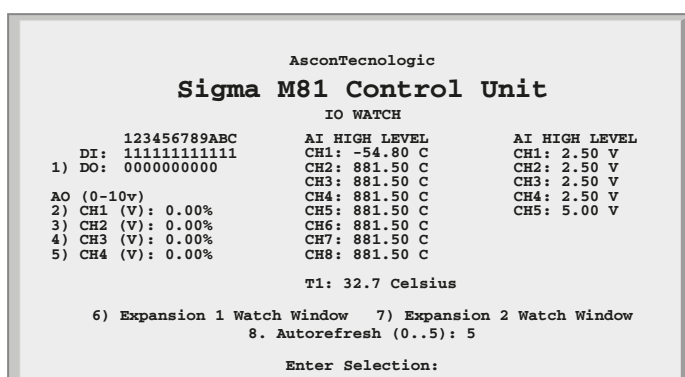 AsconTecnologic
Sigma M81 Control Unit
IO WATCH
123456789ABC AI HIGH LEVEL AI HIGH LEVEL
DI: 111111111111 CH1: -54.80 C CH1: 2.50 V
1) DO: 0000000000 CH2: 881.50 C CH2: 2.50 V
CH3: 881.50 C CH3: 2.50 V
AO (0-10v) CH4: 881.50 C CH4: 2.50 V
2) CH1 (V): 0.00% CH5: 881.50 C CH5: 5.00 V
3) CH2 (V): 0.00% CH6: 881.50 C
4) CH3 (V): 0.00% CH7: 881.50 C
5) CH4 (V): 0.00% CH8: 881.50 C
T1: 32.7 Celsius
6) Expansion 1 Watch Window 7) Expansion 2 Watch Window
8. Autorefresh (0..5): 5
Enter Selection: